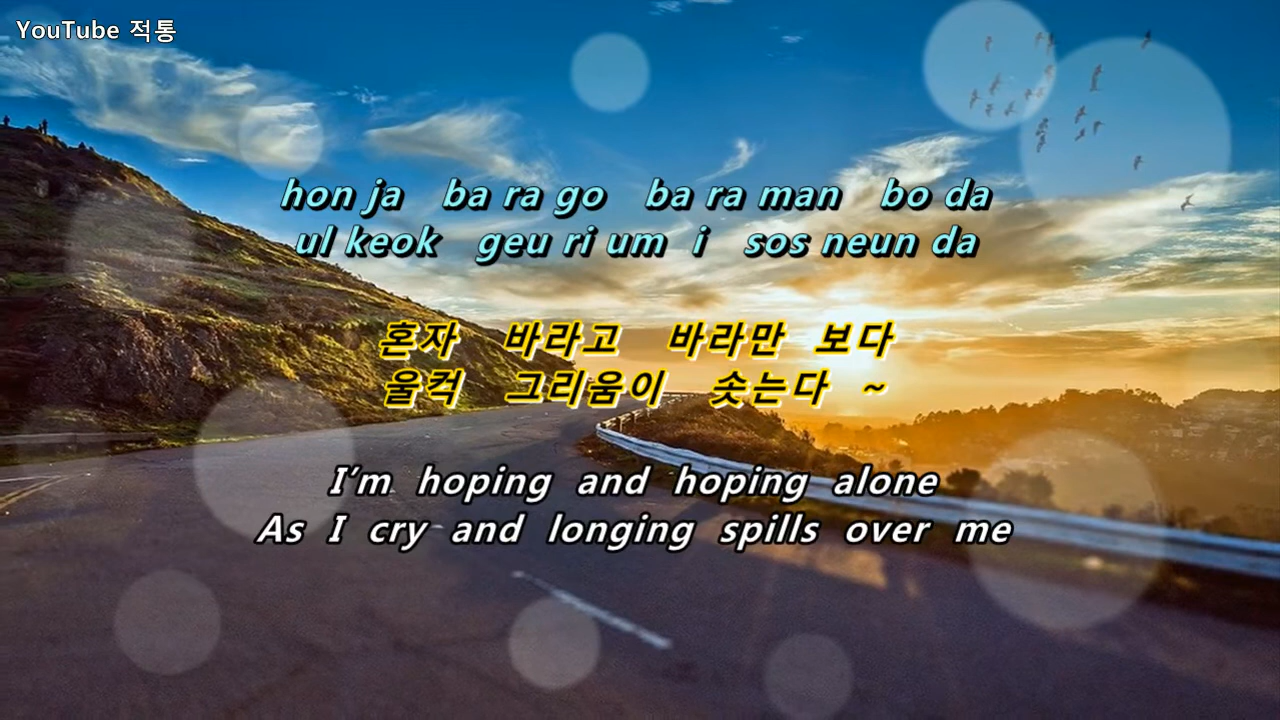 YouTube 적통
hon ja ba ra go ba ra man bo da
ul keok geu ri um i sos neun da
혼자 바라고 바라만 보다
울컥 그리움이 솟는다 ~
I'm hoping and hoping alone
As I cry and longing spills over me